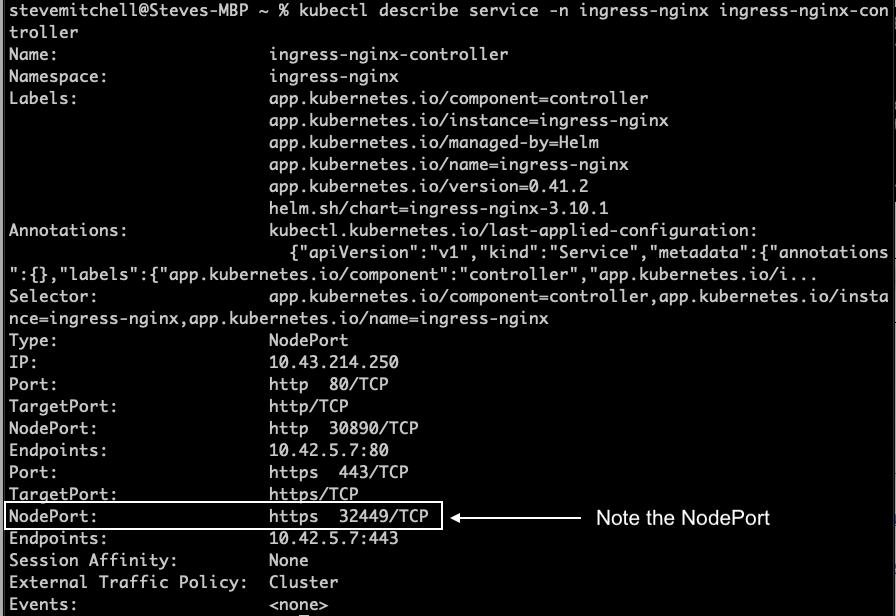 stevemitchell@Steves-MBP ~ % kubectl describe service -n ingress-nginx ingress-nginx-con
troller
Name:                     ingress-nginx-controller
Namespace:                ingress-nginx
Labels:                   app.kubernetes.io/component=controller
                          app.kubernetes.io/instance=ingress-nginx
                          app.kubernetes.io/managed-by=Helm
                          app.kubernetes.io/name=ingress-nginx
                          app.kubernetes.io/version=0.41.2
                          helm.sh/chart=ingress-nginx-3.10.1
Annotations:              kubectl.kubernetes.io/last-applied-configuration:
                            {"apiVersion":"v1","kind":"Service","metadata":{"annotations
":{},"labels":{"app.kubernetes.io/component":"controller","app.kubernetes.io/i...
Selector:                 app.kubernetes.io/component=controller,app.kubernetes.io/insta
nce=ingress-nginx,app.kubernetes.io/name=ingress-nginx
Type:                     NodePort
IP:                       10.43.214.250
Port:                     http  80/TCP
TargetPort:               http/TCP
NodePort:                 http  30890/TCP
Endpoints:                10.42.5.7:80
Port:                     https  443/TCP
TargetPort:               https/TCP
NodePort:                 https  32449/TCP Note the NodePort
Endpoints:                10.42.5.7:443
Session Affinity:         None
External Traffic Policy:  Cluster
Events:                   <none>